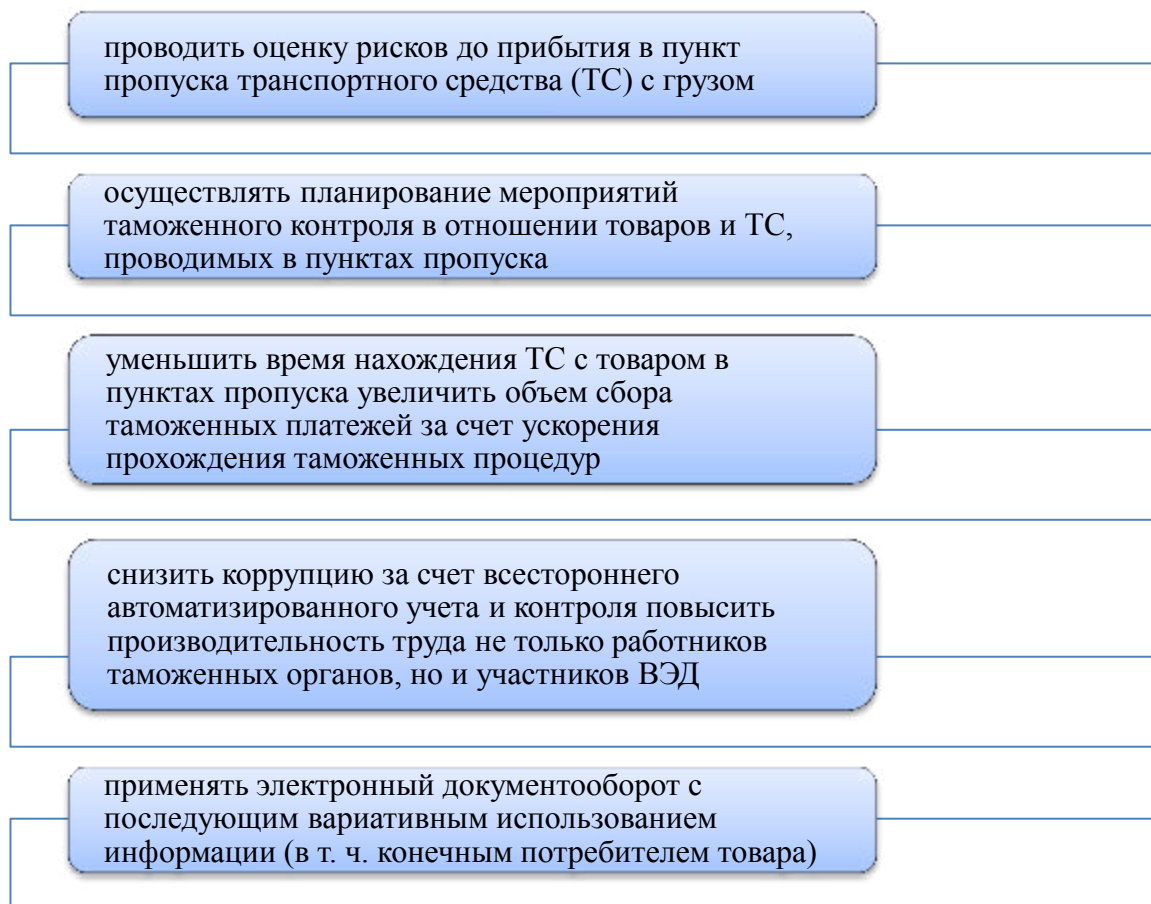 проводить оценку рисков до прибытия в пункт
пропуска транспортного средства (ТС) с грузом
осуществлять планирование мероприятий
таможенного контроля в отношении товаров и ТС,
проводимых в пунктах пропуска
уменьшить время нахождения ТС с товаром в
пунктах пропуска увеличить объем сбора
таможенных платежей за счет ускорения
прохождения таможенных процедур
снизить коррупцию за счет всестороннего
автоматизированного учета и контроля повысить
производительность труда не только работников
таможенных органов, но и участников ВЭД
применять электронный документооборот с
последующим вариативным использованием
информации (в т. ч. конечным потребителем товара)